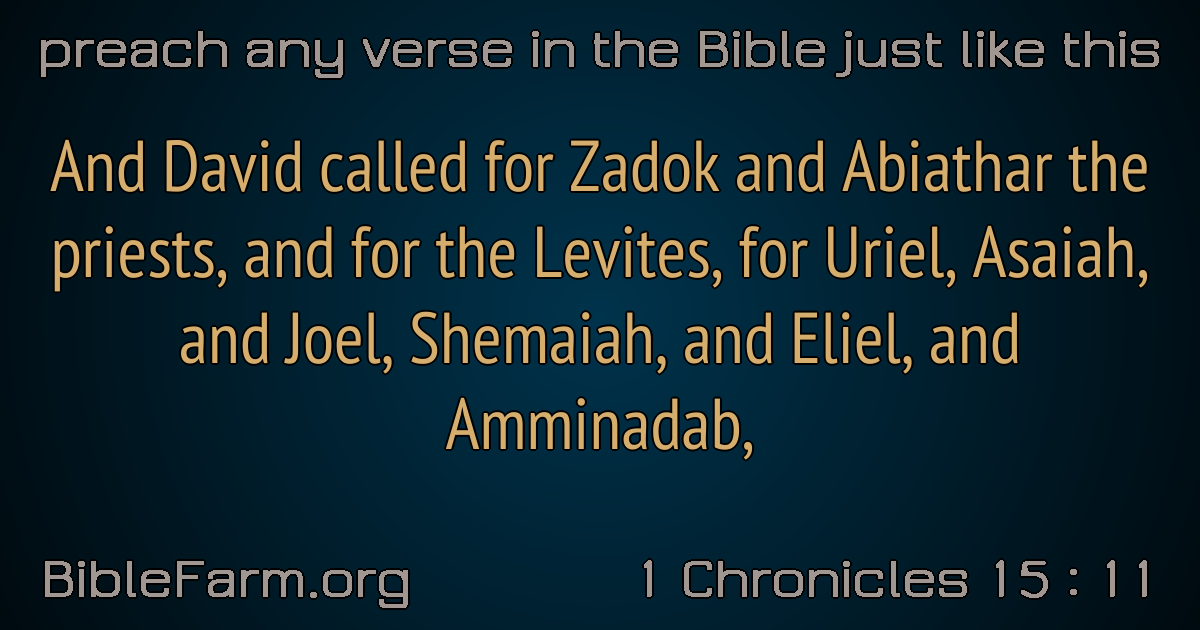 preach any verse in the Bible just like this
And David called for Zadok and Abiathar the
priests, and for the Levites, for Uriel, Asaiah,
and Joel, Shemaiah, and Eliel, and
Amminadab,
BibleFarm.org
1 Chronicles 15 : 11